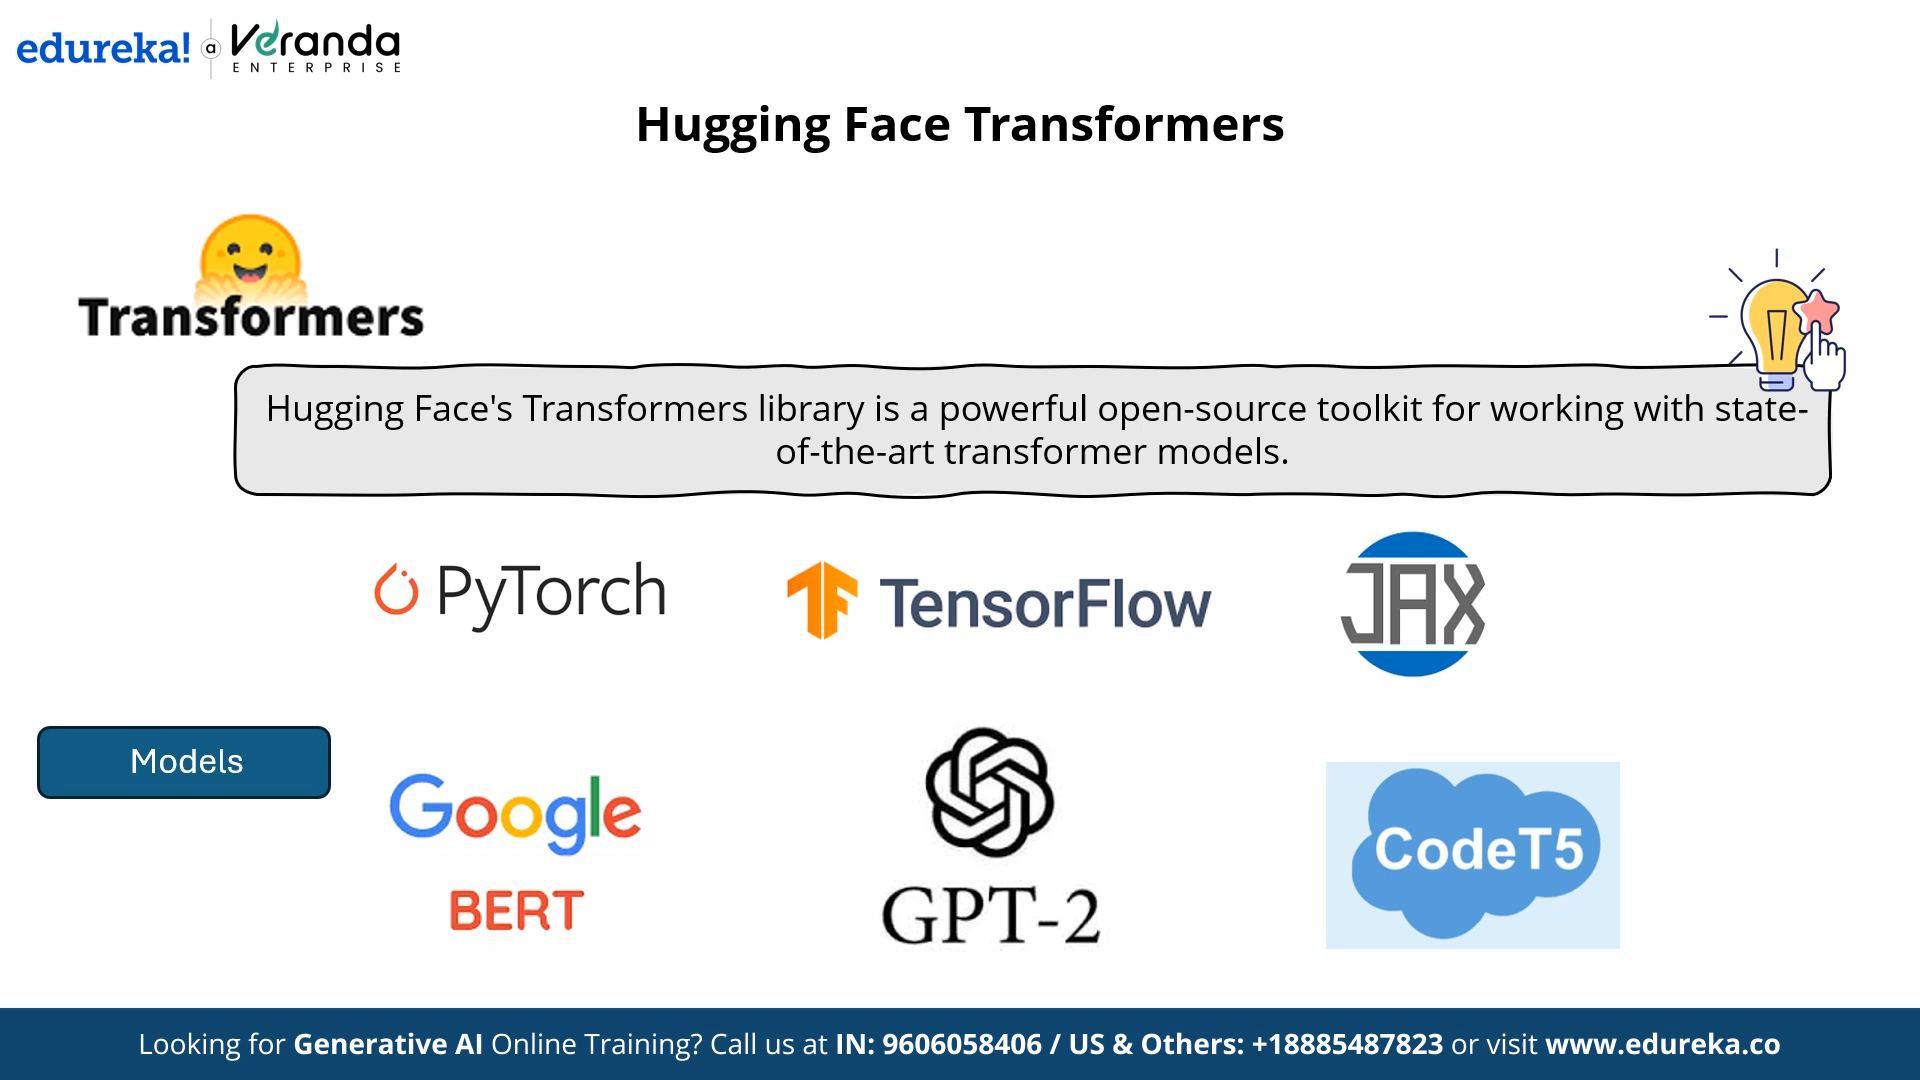 edureka! a Veranda
ENTERPRISE
Hugging Face Transformers
Transformers
Hugging Face's Transformers library is a powerful open-source toolkit for working with state-
of-the-art transformer models.
PyTorch TensorFlow JAX
Models
Google
BERT
GPT-2
CodeT5
Looking for Generative AI Online Training? Call us at IN: 9606058406 / US & Others: +18885487823 or visit www.edureka.co